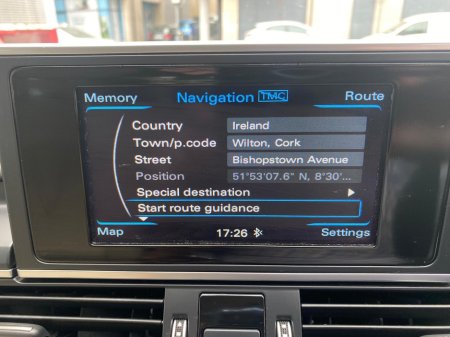 Memory Navigation TMC Route
Country Ireland
Town/p.code Wilton, Cork
Street Bishopstown Avenue
Position 51°53'07.6" N, 8°30'...
Special destination
Start route guidance
Map 17:26 Settings